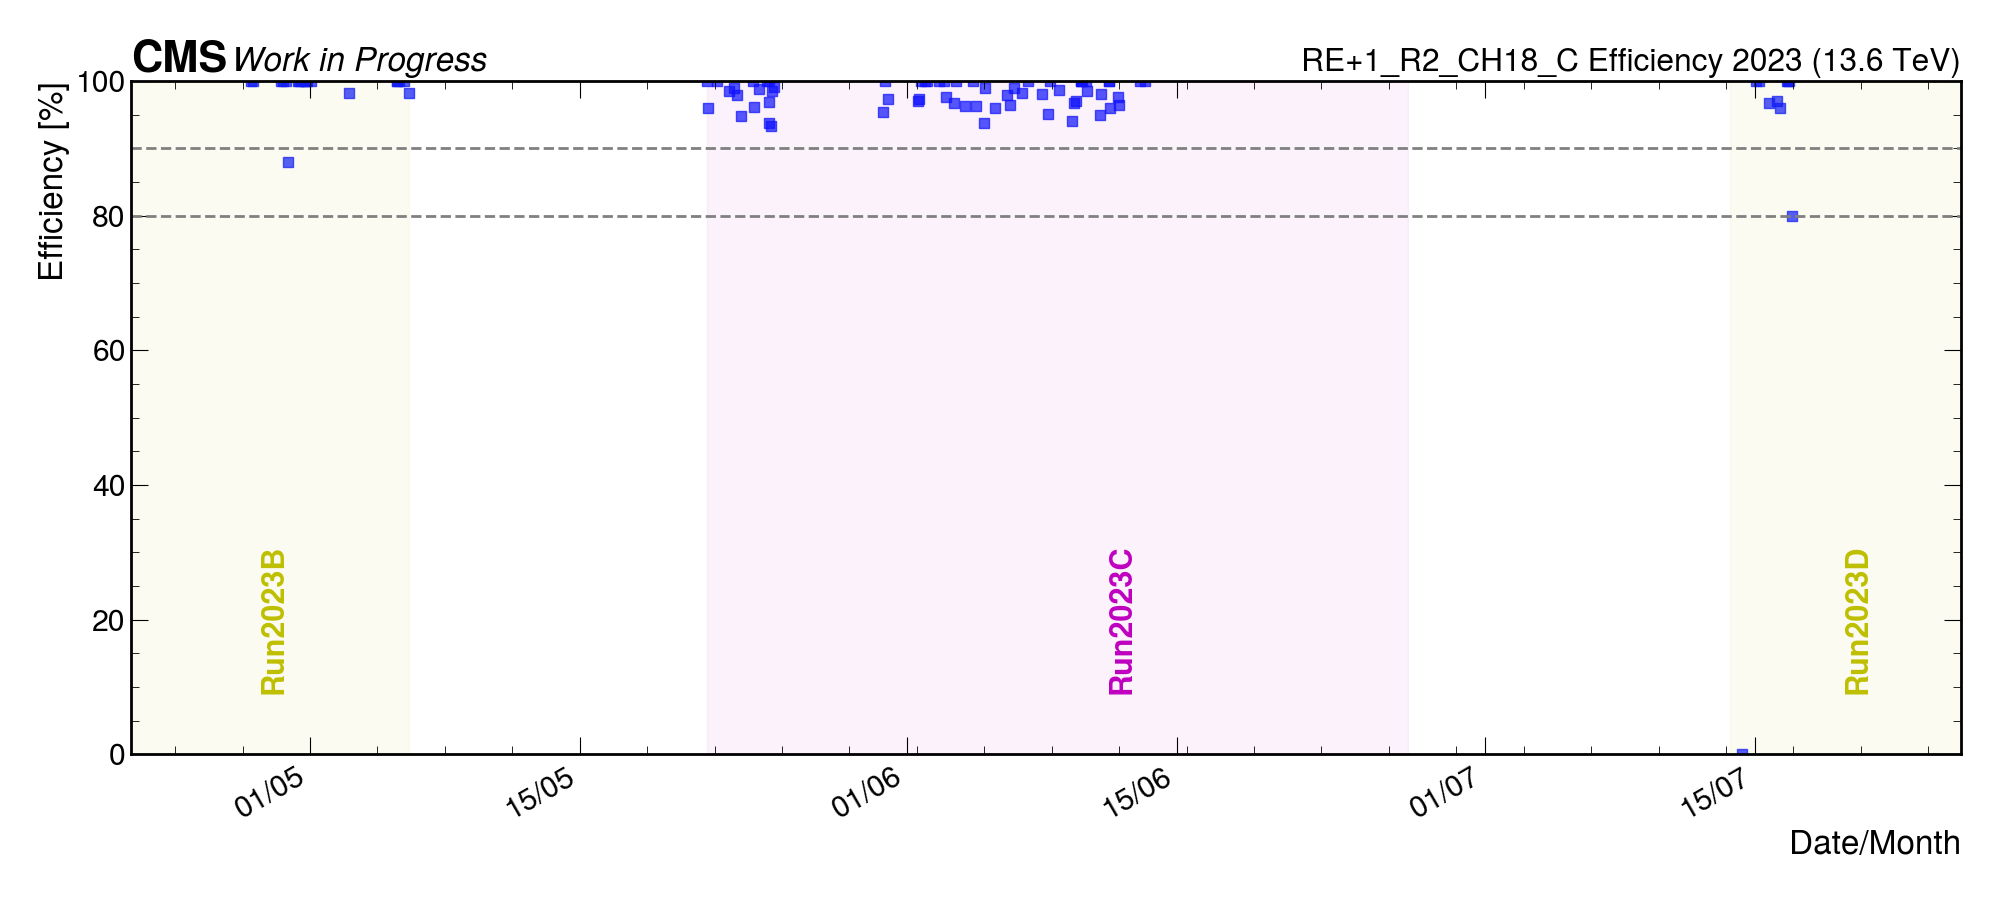 CMS Work in Progress
RE+1_R2_CH18_C Efficiency 2023 (13.6 TeV)
Efficiency [%]
100
80
60
40
20
0
Run2023B
Run2023C
Run2023D
01/05
15/05
01/06
15/06
01/07
15/07
Date/Month